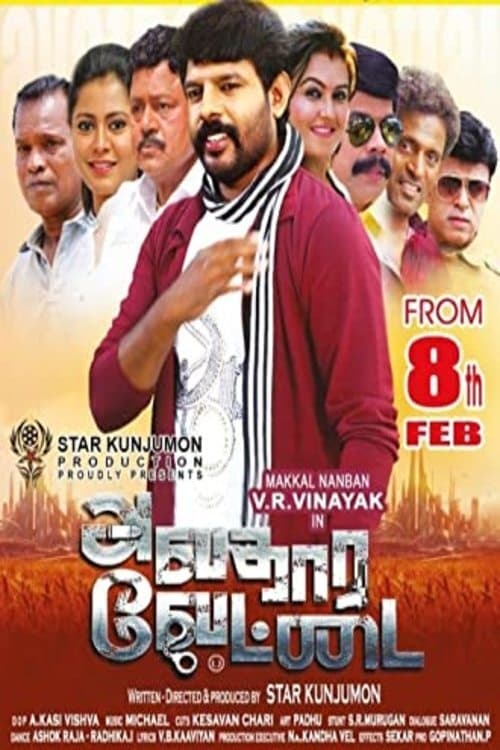 FROM
8th
FEB
STAR KUNJUMON
PRODUCTION
PROUDLY PRESENTS
MAKKAL NANBAN
V.R.VINAYAK
IN
அவதார
வேட்டை
U
WRITTEN - DIRECTED & PRODUCED BY STAR KUNJUMON
D O P A.KASI VISHVA MUSIC MICHAEL CUTS KESAVAN CHARI ART PADHU STUNT S.R.MURUGAN DIALOGUE SARAVANAN
DANCE ASHOK RAJA - RADHIKAJ LYRICS V.B.KAAVIYAN PRODUCTION EXECUTIVE Na.KANDHA VEL EFFECTS SEKAR PRO GOPINATHAN.P